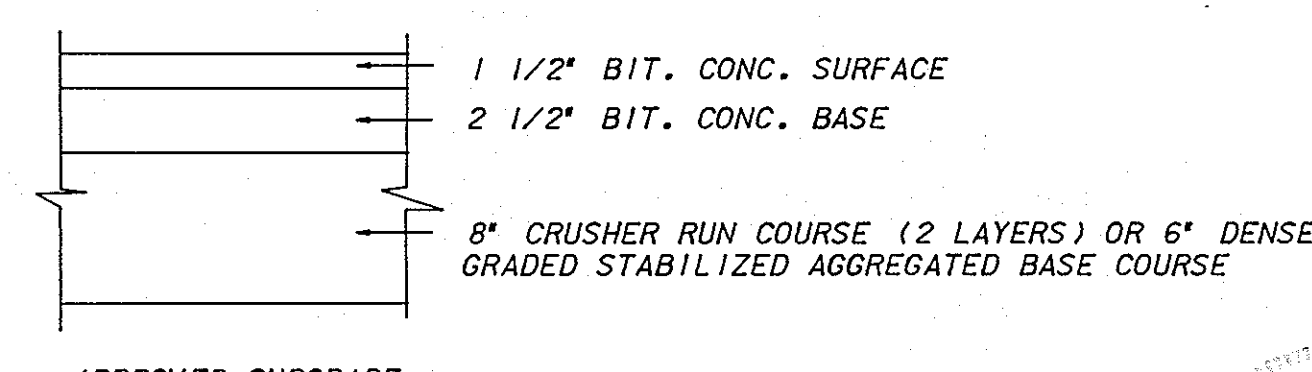 1 1/2" BIT. CONC. SURFACE
2 1/2" BIT. CONC. BASE
8" CRUSHER RUN COURSE (2 LAYERS) OR 6" DENSE
GRADED STABILIZED AGGREGATED BASE COURSE